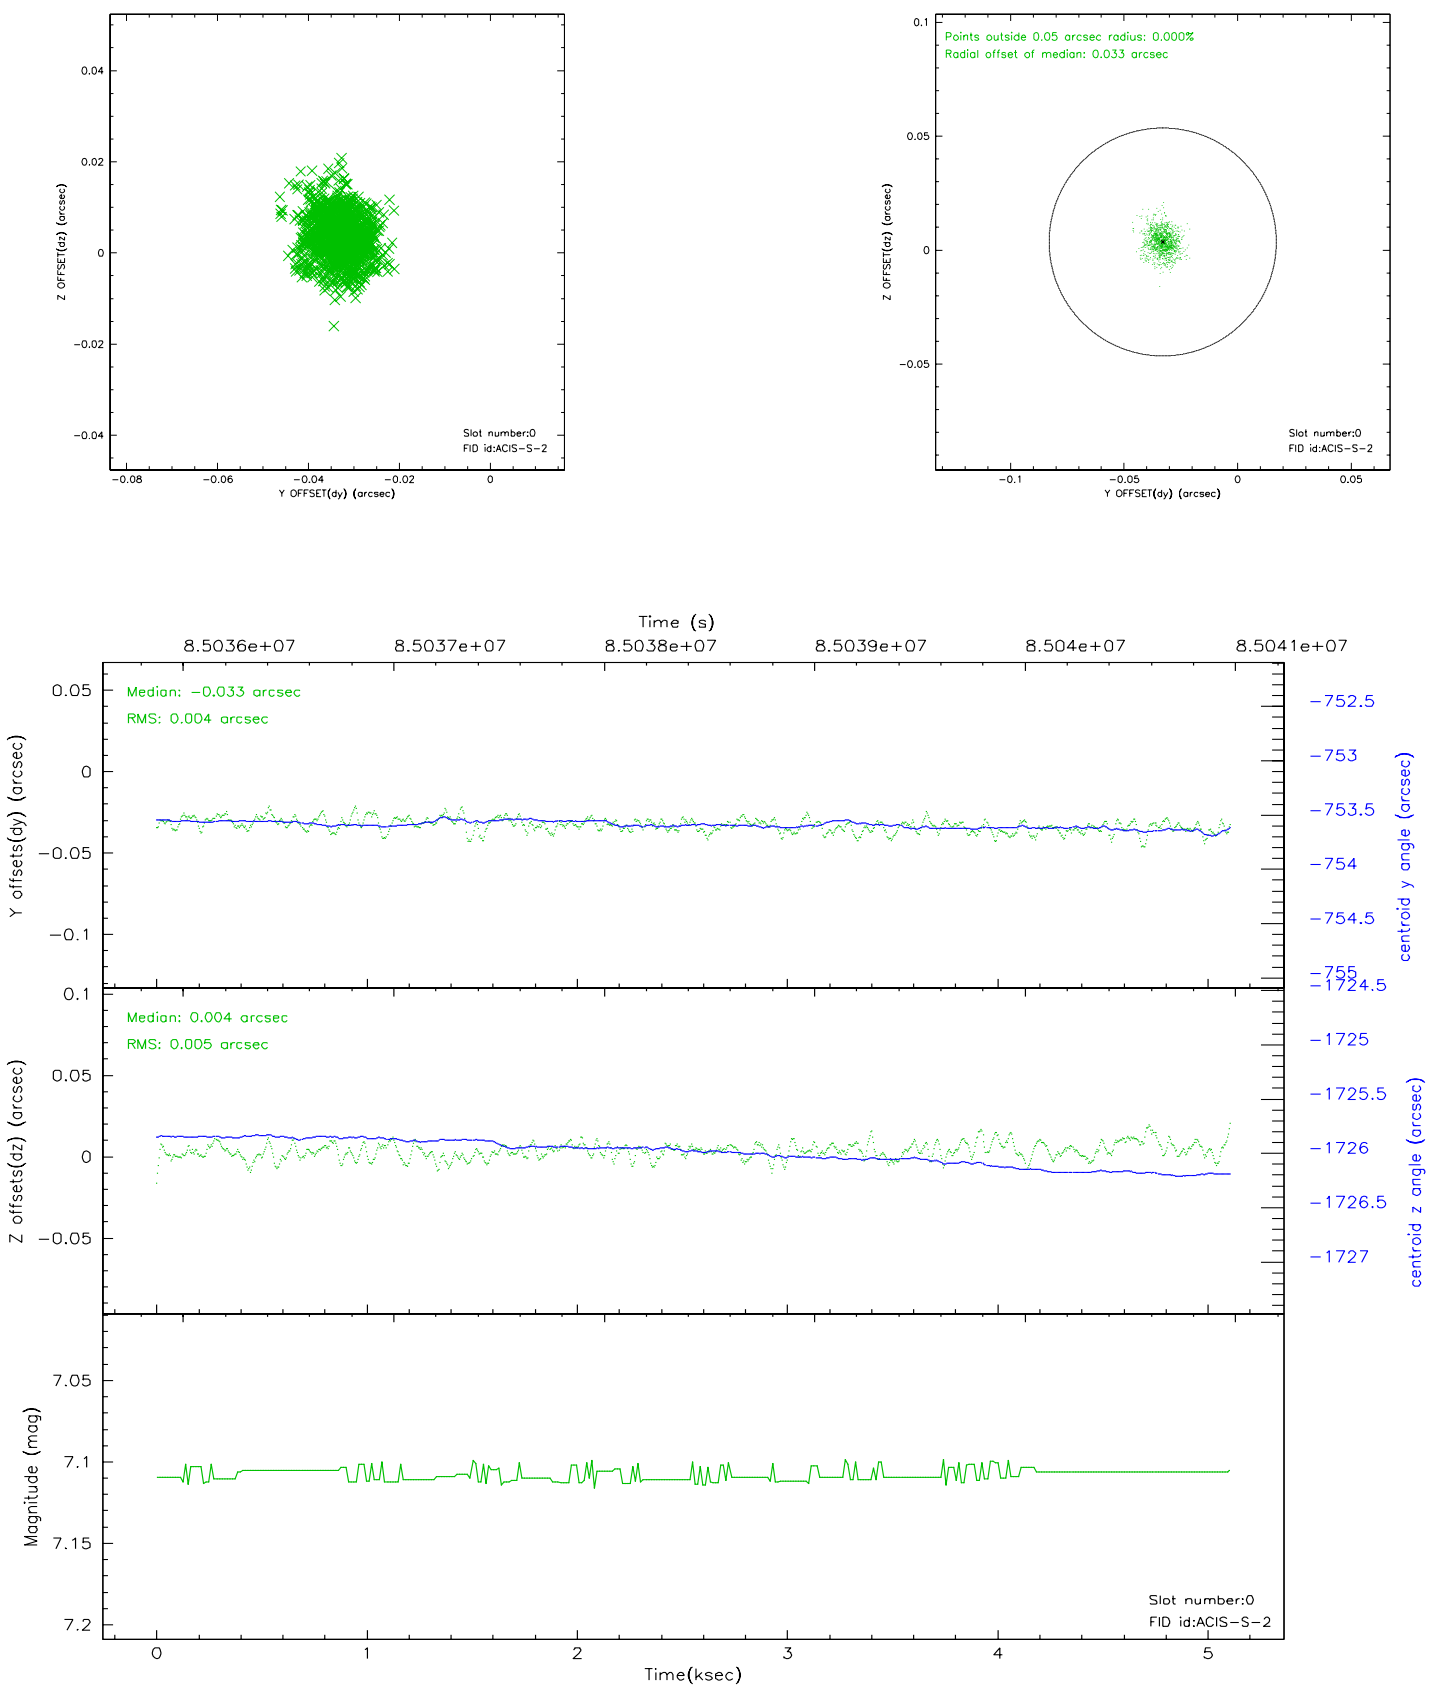 0.04
0.02
0
−0.02
−0.04
Z OFFSET(dz) (arcsec)
Slot number:0
FID id:ACIS−S−2
−0.08 −0.06 −0.04 −0.02 0
Y OFFSET(dy) (arcsec)
0.1
0.05
0
−0.05
Z OFFSET(dz) (arcsec)
Points outside 0.05 arcsec radius: 0.000%
Radial offset of median: 0.033 arcsec
Slot number:0
FID id:ACIS−S−2
−0.1 −0.05 0 0.05
Y OFFSET(dy) (arcsec)
Time (s)
8.5036e+07 8.5037e+07 8.5038e+07 8.5039e+07 8.504e+07 8.5041e+07
0.05
0
−0.05
−0.1
Y offsets(dy) (arcsec)
Median: −0.033 arcsec
RMS: 0.004 arcsec
−752.5
−753
−753.5
−754
−754.5
−755
centroid y angle (arcsec)
0.1
0.05
0
−0.05
Z offsets(dz) (arcsec)
Median: 0.004 arcsec
RMS: 0.005 arcsec
−1724.5
−1725
−1725.5
−1726
−1726.5
−1727
centroid z angle (arcsec)
7.05
7.1
7.15
7.2
Magnitude (mag)
Slot number:0
FID id:ACIS−S−2
0 1 2 3 4 5
Time(ksec)